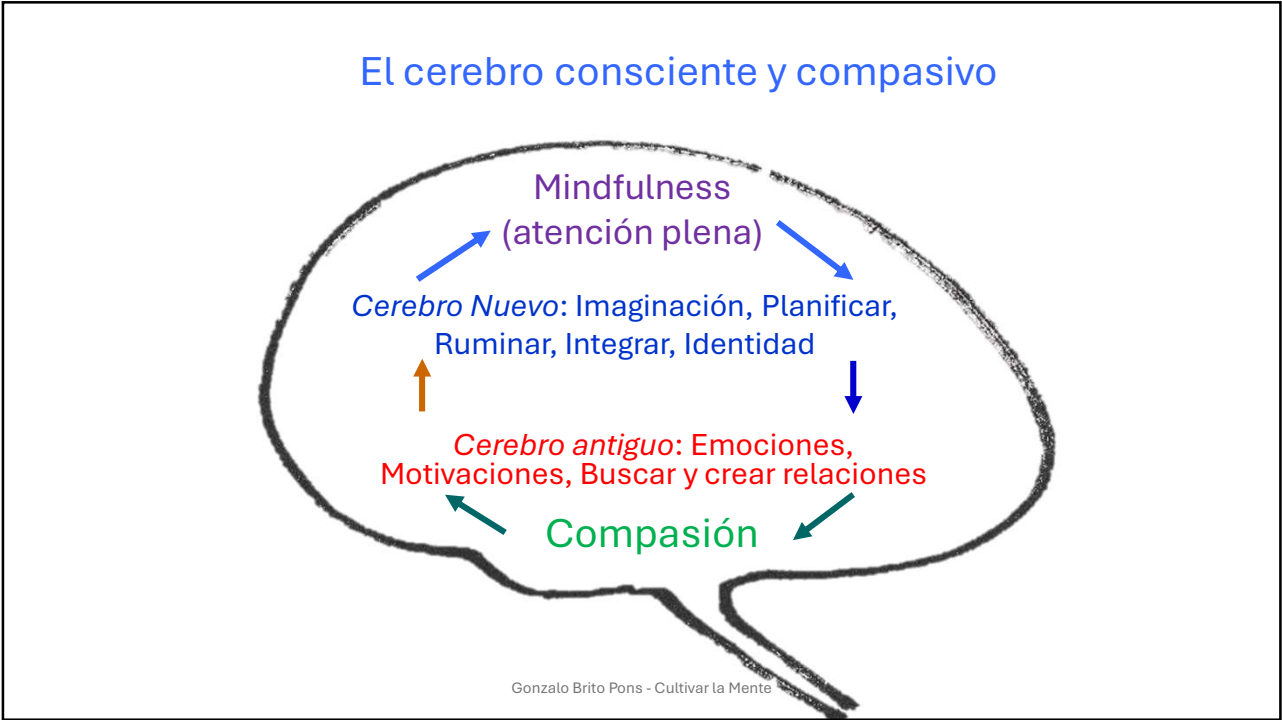 El cerebro consciente y compasivo
Mindfulness
(atención plena)
Cerebro Nuevo: Imaginación, Planificar,
Ruminar, Integrar, Identidad
Cerebro antiguo: Emociones,
Motivaciones, Buscar y crear relaciones
Compasión
Gonzalo Brito Pons - Cultivar la Mente